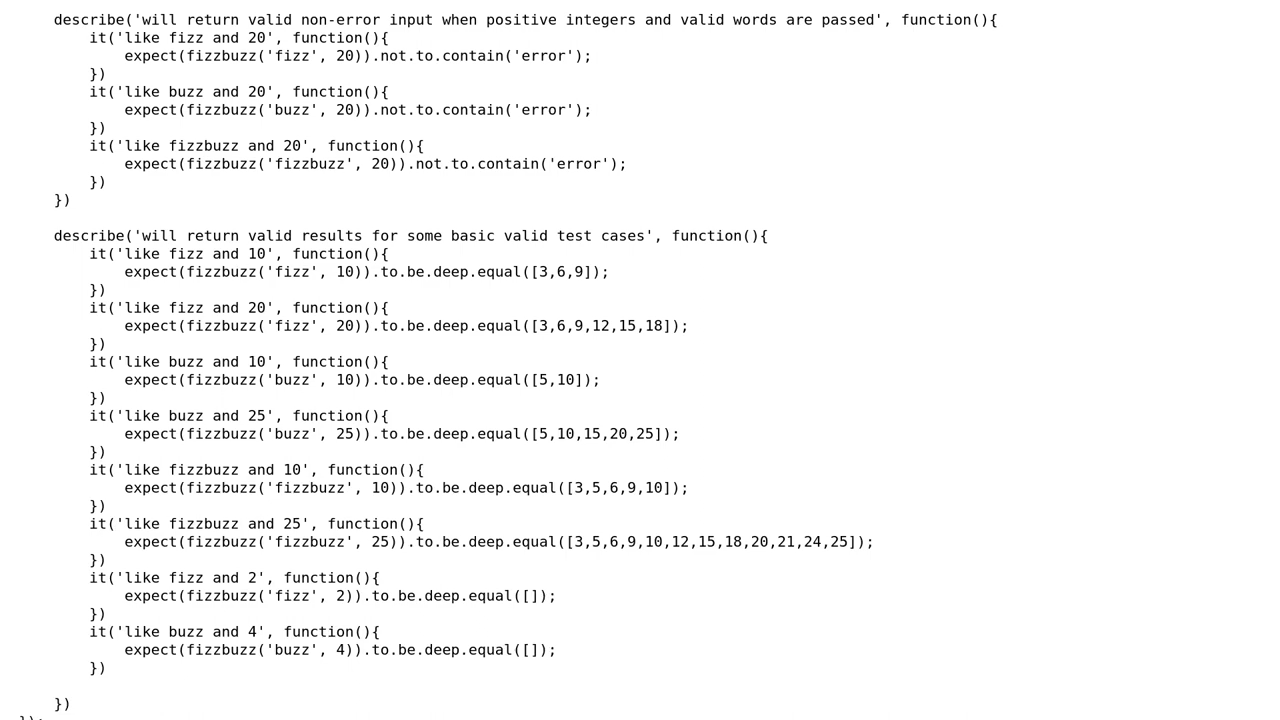 describe('will return valid non-error input when positive integers and valid words are passed', function(){
it('like fizz and 20', function(){
expect(fizzbuzz('fizz', 20)).not.to.contain('error');
})
it('like buzz and 20', function(){
expect(fizzbuzz('buzz', 20)).not.to.contain('error');
})
it('like fizzbuzz and 20', function(){
expect(fizzbuzz('fizzbuzz', 20)).not.to.contain('error');
})
})
describe('will return valid results for some basic valid test cases', function(){
it('like fizz and 10', function(){
expect(fizzbuzz('fizz', 10)).to.be.deep.equal([3,6,9]);
})
it('like fizz and 20', function(){
expect(fizzbuzz('fizz', 20)).to.be.deep.equal([3,6,9,12,15,18]);
})
it('like buzz and 10', function(){
expect(fizzbuzz('buzz', 10)).to.be.deep.equal([5,10]);
})
it('like buzz and 25', function(){
expect(fizzbuzz('buzz', 25)).to.be.deep.equal([5,10,15,20,25]);
})
it('like fizzbuzz and 10', function(){
expect(fizzbuzz('fizzbuzz', 10)).to.be.deep.equal([3,5,6,9,10]);
})
it('like fizzbuzz and 25', function(){
expect(fizzbuzz('fizzbuzz', 25)).to.be.deep.equal([3,5,6,9,10,12,15,18,20,21,24,25]);
})
it('like fizz and 2', function(){
expect(fizzbuzz('fizz', 2)).to.be.deep.equal([]);
})
it('like buzz and 4', function(){
expect(fizzbuzz('buzz', 4)).to.be.deep.equal([]);
})
})
});